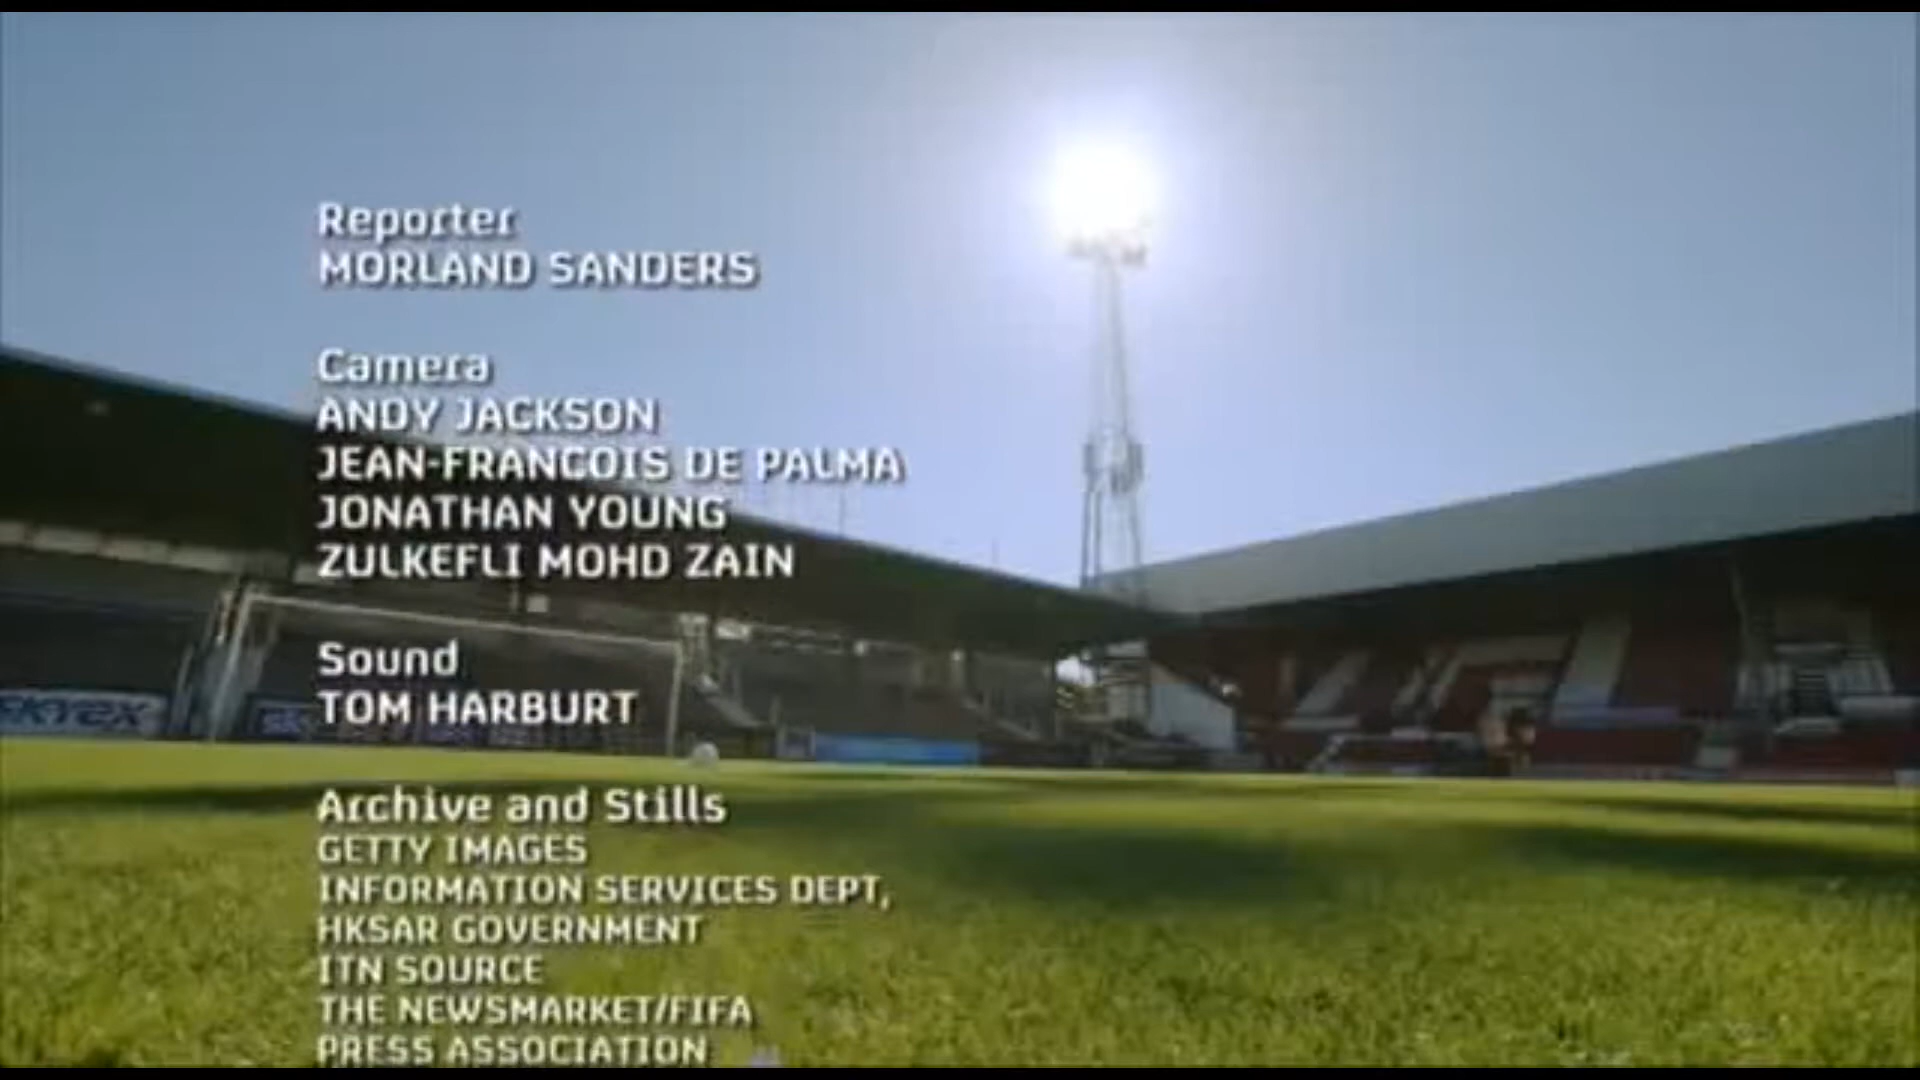 Reporter
MORLAND SANDERS
Camera
ANDY JACKSON
JEAN-FRANCOIS DE PALMA
JONATHAN YOUNG
ZULKEFLI MOHD ZAIN
Sound
TOM HARBURT
Archive and Stills
GETTY IMAGES
INFORMATION SERVICES DEPT,
HKSAR GOVERNMENT
ITN SOURCE
THE NEWSMARKET/FIFA
PRESS ASSOCIATION